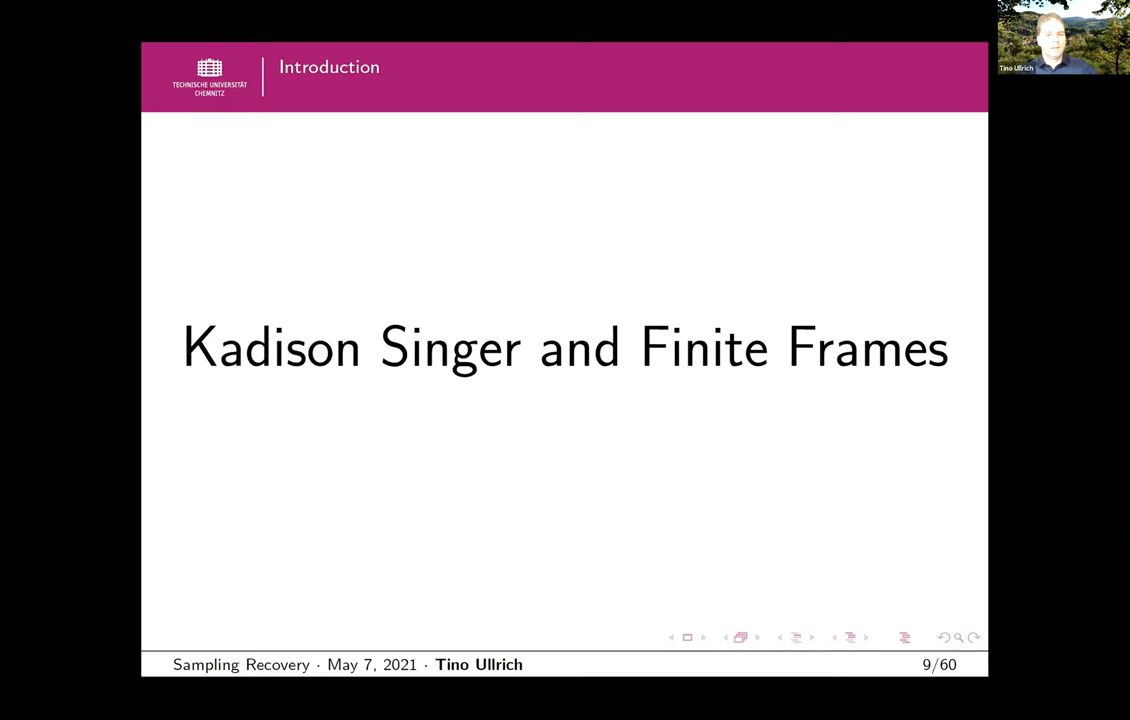 TECHNISCHE UNIVERSITÄT
CHEMNITZ
Introduction
Tino Ullrich
Kadison Singer and Finite Frames
Sampling Recovery · May 7, 2021 · Tino Ullrich
9/60